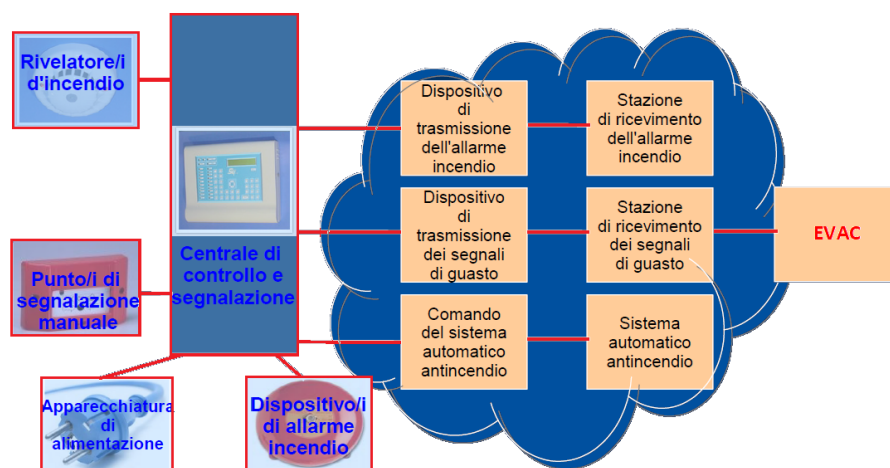 Rivelatore/i
d'incendio
Centrale di
controllo e
segnalazione
Punto/i di
segnalazione
manuale
Apparecchiatura
di
alimentazione
Dispositivo/i
di allarme
incendio
Dispositivo
di
trasmissione
dell'allarme
incendio
Stazione
di ricevimento
dell'allarme
incendio
Dispositivo
di
trasmissione
dei segnali
di guasto
Stazione
di ricevimento
dei segnali
di guasto
EVAC
Comando
del sistema
automatico
antincendio
Sistema
automatico
antincendio